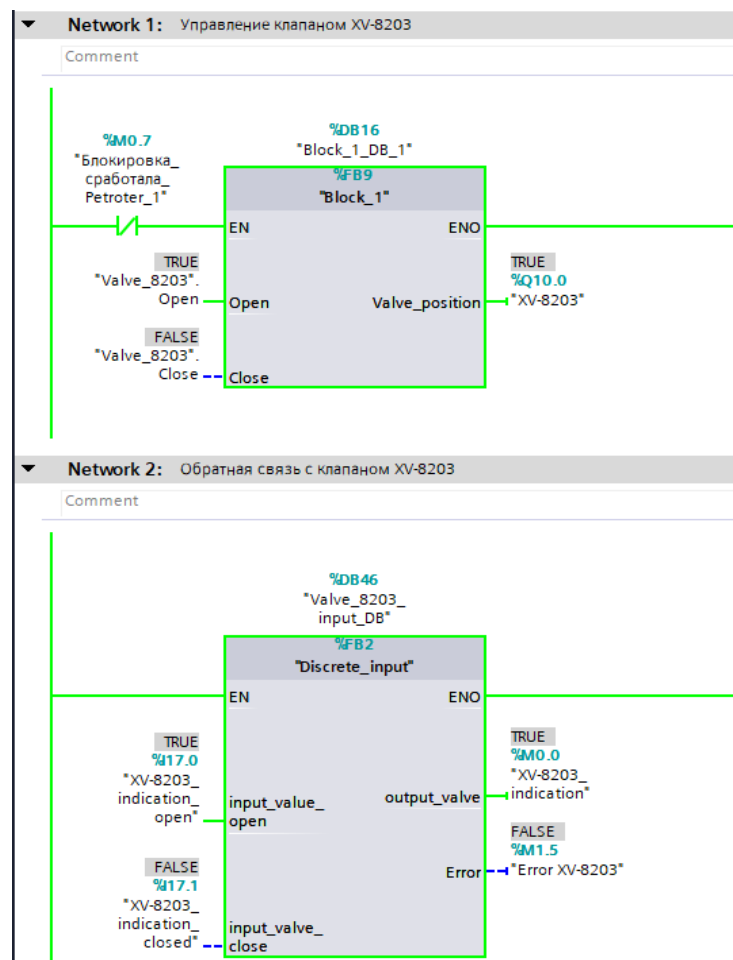 Network 1: Управление клапаном XV-8203
Comment
%M0.7
"Блокировка_
сработала_
Petroter_1"
%DB16
"Block_1_DB_1"
%FB9
"Block_1"
EN
ENO
TRUE
"Valve_8203".
Open
Open
Valve_position
TRUE
%Q10.0
"XV-8203"
FALSE
"Valve_8203".
Close
Close
Network 2: Обратная связь с клапаном XV-8203
Comment
%DB46
"Valve_8203_
input_DB"
%FB2
"Discrete_input"
EN
ENO
TRUE
%I17.0
"XV-8203_
indication_
open"
input_value_
open
output_valve
TRUE
%M0.0
"XV-8203_
indication"
FALSE
%M1.5
"Error XV-8203"
Error
FALSE
%I17.1
"XV-8203_
indication_
closed"
input_valve_
close